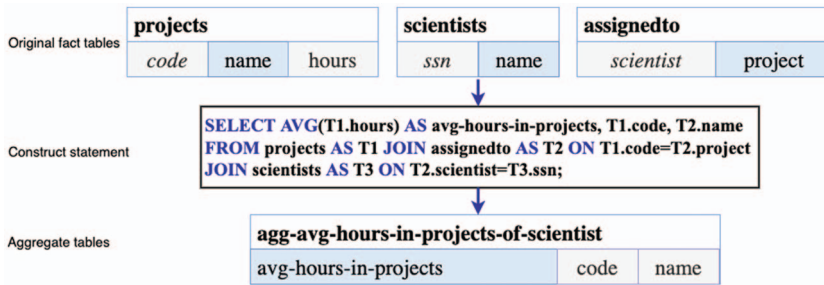 Original fact tables
projects
code name hours
scientists
ssn name
assignedto
scientist project
Construct statement
SELECT AVG(T1.hours) AS avg-hours-in-projects, T1.code, T2.name
FROM projects AS T1 JOIN assignedto AS T2 ON T1.code=T2.project
JOIN scientists AS T3 ON T2.scientist=T3.ssn;
Aggregate tables
agg-avg-hours-in-projects-of-scientist
avg-hours-in-projects code name